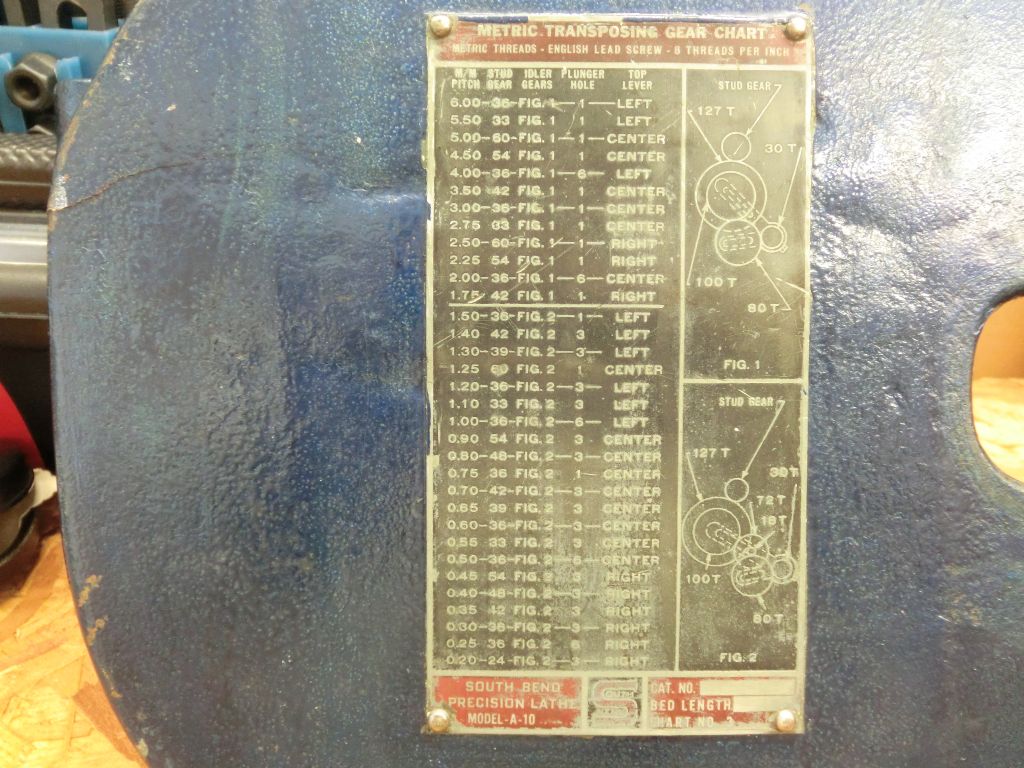 METRIC TRANSPOSING GEAR CHART
METRIC THREADS - ENGLISH LEAD SCREW - 8 THREADS PER INCH
M/M PITCH STUD GEAR IDLER GEARS PLUNGER HOLE TOP LEVER
6.00-36-FIG. 1-1-LEFT
5.50 33 FIG. 1 1 LEFT
5.00-60-FIG. 1-1-CENTER
4.50 54 FIG. 1 1 CENTER
4.00-36-FIG. 1-6-LEFT
3.50 42 FIG. 1 1 CENTER
3.00-36-FIG. 1-1-CENTER
2.75 33 FIG. 1 1 CENTER
2.50-60-FIG. 1-1-RIGHT
2.25 54 FIG. 1 1 RIGHT
2.00-36-FIG. 1-6-CENTER
1.75 42 FIG. 1 1 RIGHT
1.50-36-FIG. 2-1-LEFT
1.40 42 FIG. 2 3 LEFT
1.30-39-FIG. 2-3-LEFT
1.25 60 FIG. 2 1 CENTER
1.20-36-FIG. 2-3-LEFT
1.10 33 FIG. 2 3 LEFT
1.00-36-FIG. 2-6-LEFT
0.90 54 FIG. 2 3 CENTER
0.80-48-FIG. 2-3-CENTER
0.75 36 FIG. 2 1 CENTER
0.70-42-FIG. 2-3-CENTER
0.65 39 FIG. 2 3 CENTER
0.60-36-FIG. 2-3-CENTER
0.55 33 FIG. 2 3 CENTER
0.50-36-FIG. 2-6-CENTER
0.45 54 FIG. 2 3 RIGHT
0.40-48-FIG. 2-3-RIGHT
0.35 42 FIG. 2 3 RIGHT
0.30-36-FIG. 2-3-RIGHT
0.25 36 FIG. 2 6 RIGHT
0.20-24-FIG. 2-3-RIGHT
STUD GEAR
127 T
30 T
100 T
80 T
FIG. 1
STUD GEAR
127 T
30T
72 T
18 T
100T
80 T
FIG. 2
SOUTH BEND
PRECISION LATHE
MODEL-A-10
CAT. NO.
BED LENGTH
CHART NO.